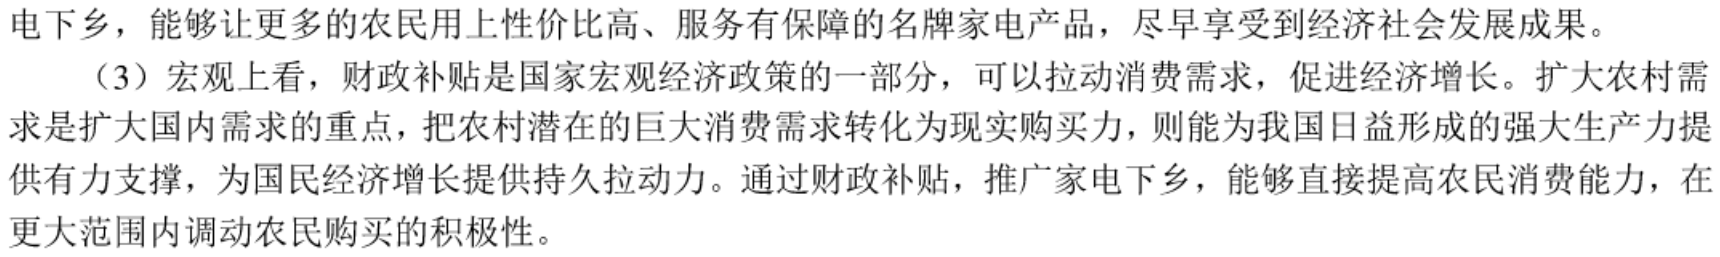 电下乡，能够让更多的农民用上性价比高、服务有保障的名牌家电产品，尽早享受到经济社会发展成果。
（3）宏观上看，财政补贴是国家宏观经济政策的一部分，可以拉动消费需求，促进经济增长。扩大农村需
求是扩大国内需求的重点，把农村潜在的巨大消费需求转化为现实购买力，则能为我国日益形成的强大生产力提
供有力支撑，为国民经济增长提供持久拉动力。通过财政补贴，推广家电下乡，能够直接提高农民消费能力，在
更大范围内调动农民购买的积极性。